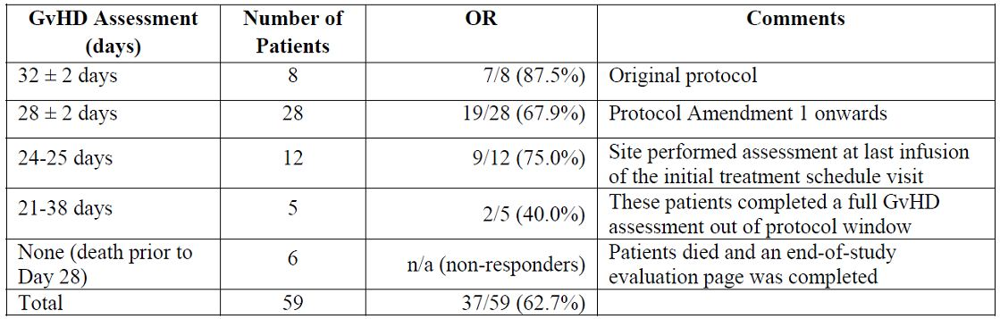 GvHD Assessment (days) Number of Patients OR Comments
32 ± 2 days 8 7/8 (87.5%) Original protocol
28 ± 2 days 28 19/28 (67.9%) Protocol Amendment 1 onwards
24-25 days 12 9/12 (75.0%) Site performed assessment at last infusion
of the initial treatment schedule visit
21-38 days 5 2/5 (40.0%) These patients completed a full GvHD
assessment out of protocol window
None (death prior to
Day 28) 6 n/a (non-responders) Patients died and an end-of-study
evaluation page was completed
Total 59 37/59 (62.7%)